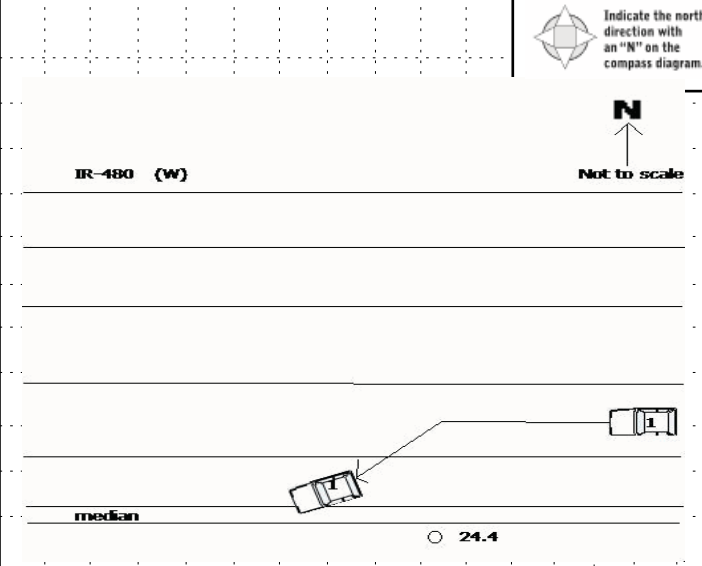 Indicate the north
direction with
an “N” on the
compass diagram.
N
IR-480 (W)
Not to scale
1
1
median
24.4